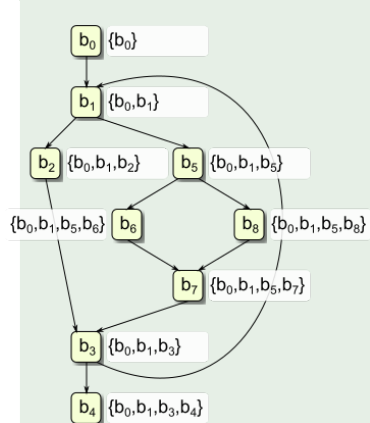 b₀ {b₀}
b₁ {b₀,b₁}
b₂ {b₀,b₁,b₂} b₅ {b₀,b₁,b₅}
{b₀,b₁,b₅,b₆} b₆ b₈ {b₀,b₁,b₅,b₈}
b₇ {b₀,b₁,b₅,b₇}
b₃ {b₀,b₁,b₃}
b₄ {b₀,b₁,b₃,b₄}